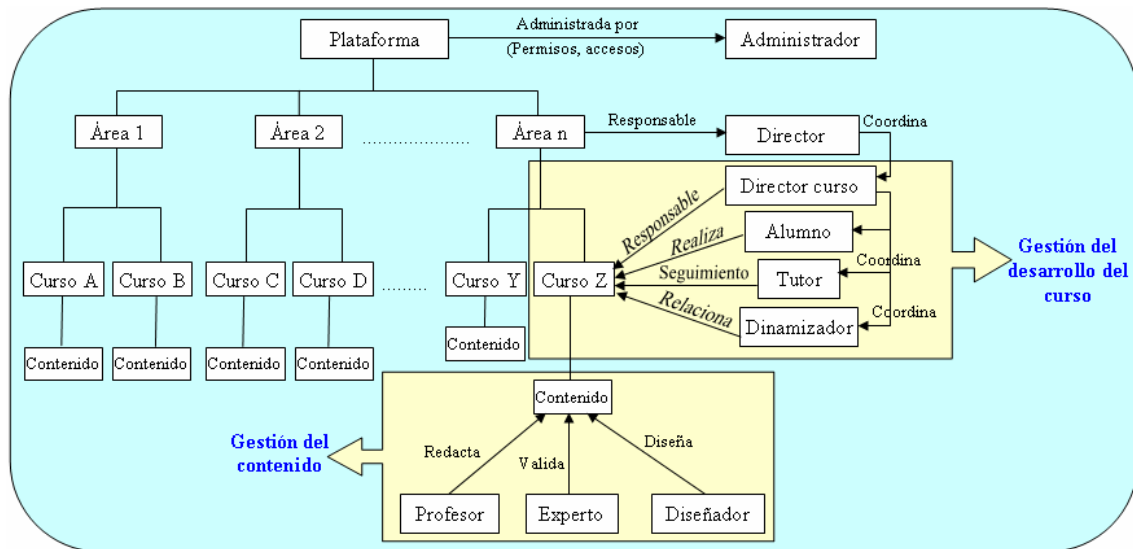 Plataforma
Administrada por
(Permisos, accesos)
Administrador
Área 1
Área 2
.....................
Área n
Responsable
Director
Coordina
Director curso
Responsable
Realiza
Alumno
Seguimiento
Tutor
Coordina
Relaciona
Dinamizador
Coordina
Gestión del
desarrollo del
curso
Curso A
Curso B
Curso C
Curso D
..........
Curso Y
Curso Z
Contenido
Contenido
Contenido
Contenido
Contenido
Contenido
Gestión del
contenido
Redacta
Valida
Diseña
Profesor
Experto
Diseñador